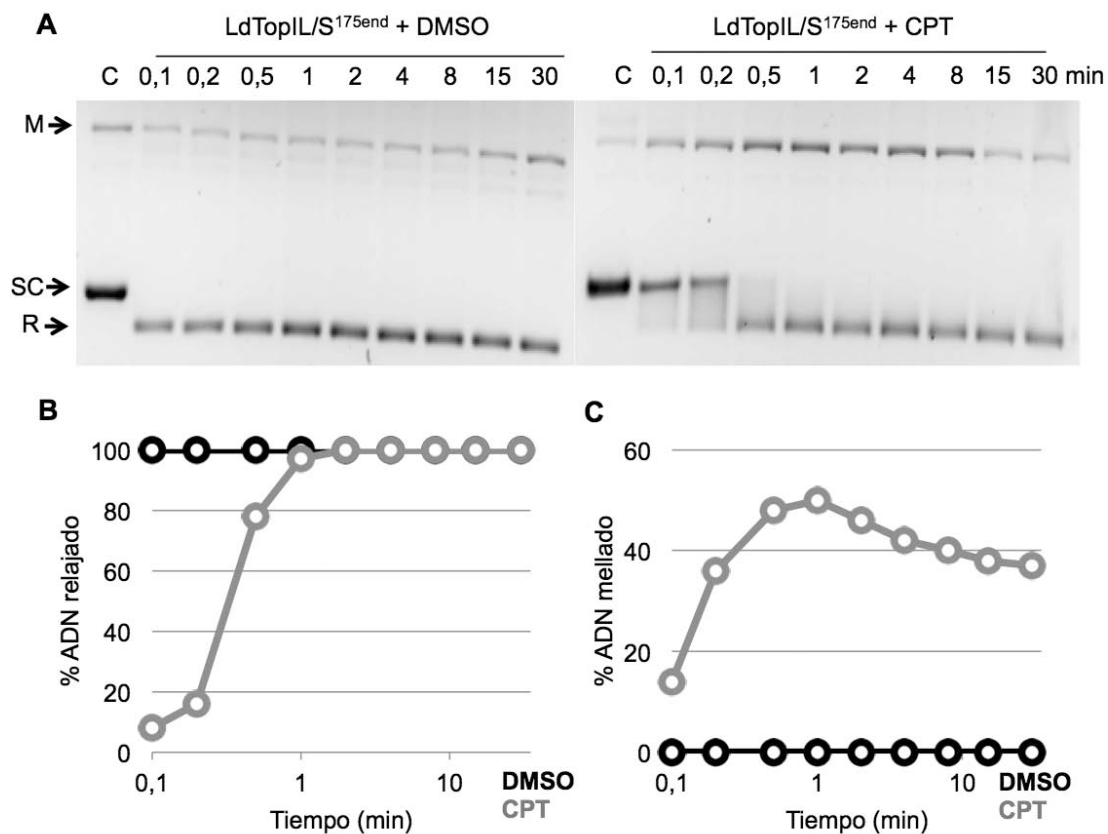 A
LdTopIL/S175end + DMSO
LdTopIL/S175end + CPT
C 0,1 0,2 0,5 1 2 4 8 15 30
C 0,1 0,2 0,5 1 2 4 8 15 30 min
M
SC
R
B
% ADN relajado
100
80
60
40
20
0
0,1 1 10
DMSO
CPT
Tiempo (min)
C
% ADN mellado
60
40
20
0
0,1 1 10
DMSO
CPT
Tiempo (min)